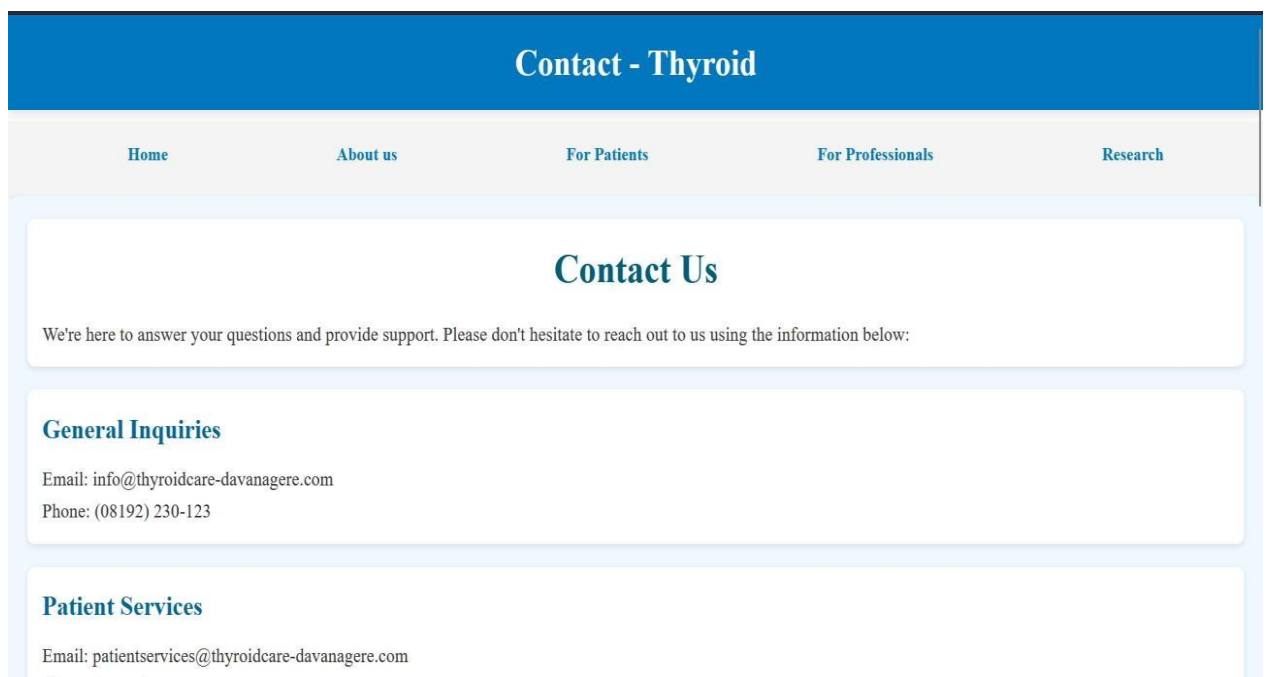 Contact - Thyroid
Home About us For Patients For Professionals Research
Contact Us
We're here to answer your questions and provide support. Please don't hesitate to reach out to us using the information below:
General Inquiries
Email: info@thyroidcare-davanagere.com
Phone: (08192) 230-123
Patient Services
Email: patientservices@thyroidcare-davanagere.com